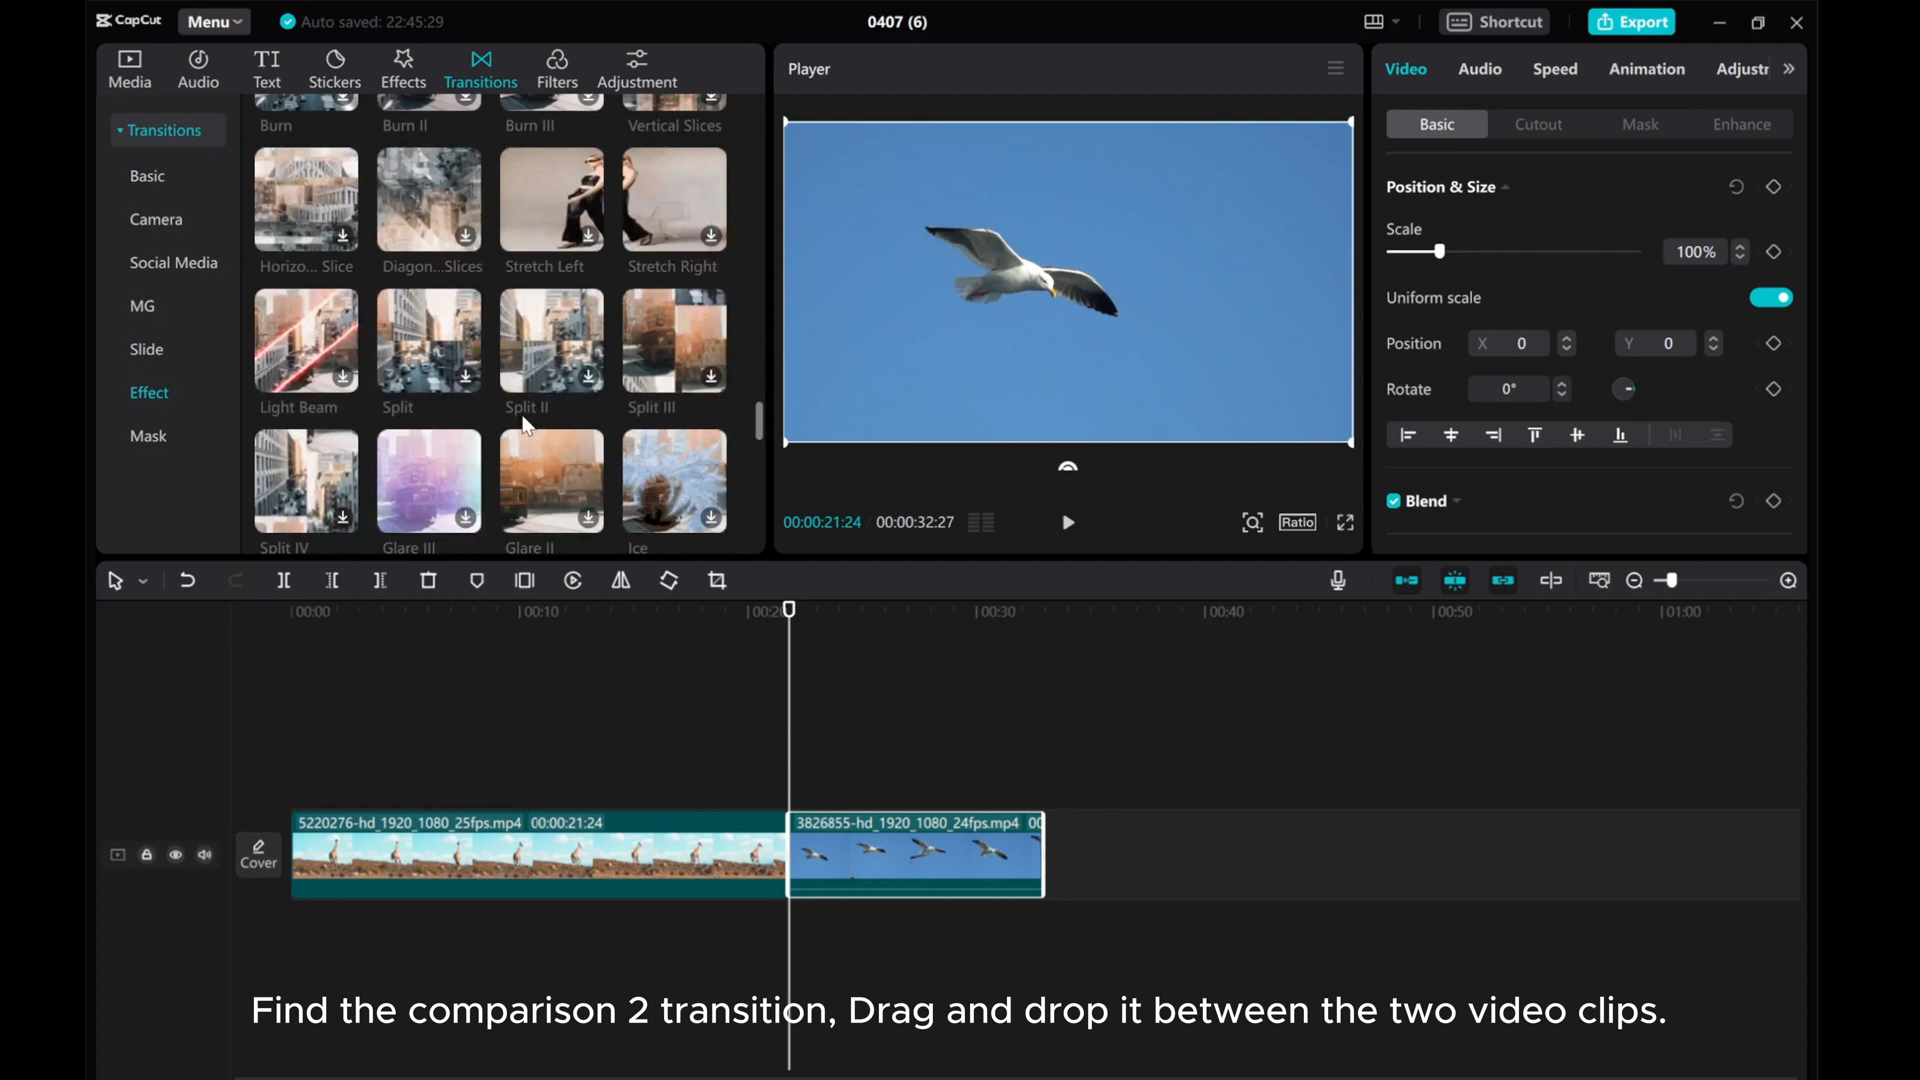 CapCut
Menu
Auto saved: 22:45:29
0407 (6)
Shortcut
Export
Media
Audio
Text
Stickers
Effects
Transitions
Filters
Adjustment
Transitions
Basic
Camera
Social Media
MG
Slide
Effect
Mask
Burn
Burn II
Burn III
Vertical Slices
Horizo... Slice
Diagon...Slices
Stretch Left
Stretch Right
Light Beam
Split
Split II
Split III
Split IV
Glare III
Glare II
Ice
Player
00:00:21:24
00:00:32:27
Ratio
Video
Audio
Speed
Animation
Adjustr
Basic
Cutout
Mask
Enhance
Position & Size
Scale
100%
Uniform scale
Position
X 0
Y 0
Rotate
0°
Blend
00:00
00:10
00:20
00:30
00:40
00:50
01:00
Cover
5220276-hd_1920_1080_25fps.mp4 00:00:21:24
3826855-hd_1920_1080_24fps.mp4 00
Find the comparison 2 transition, Drag and drop it between the two video clips.